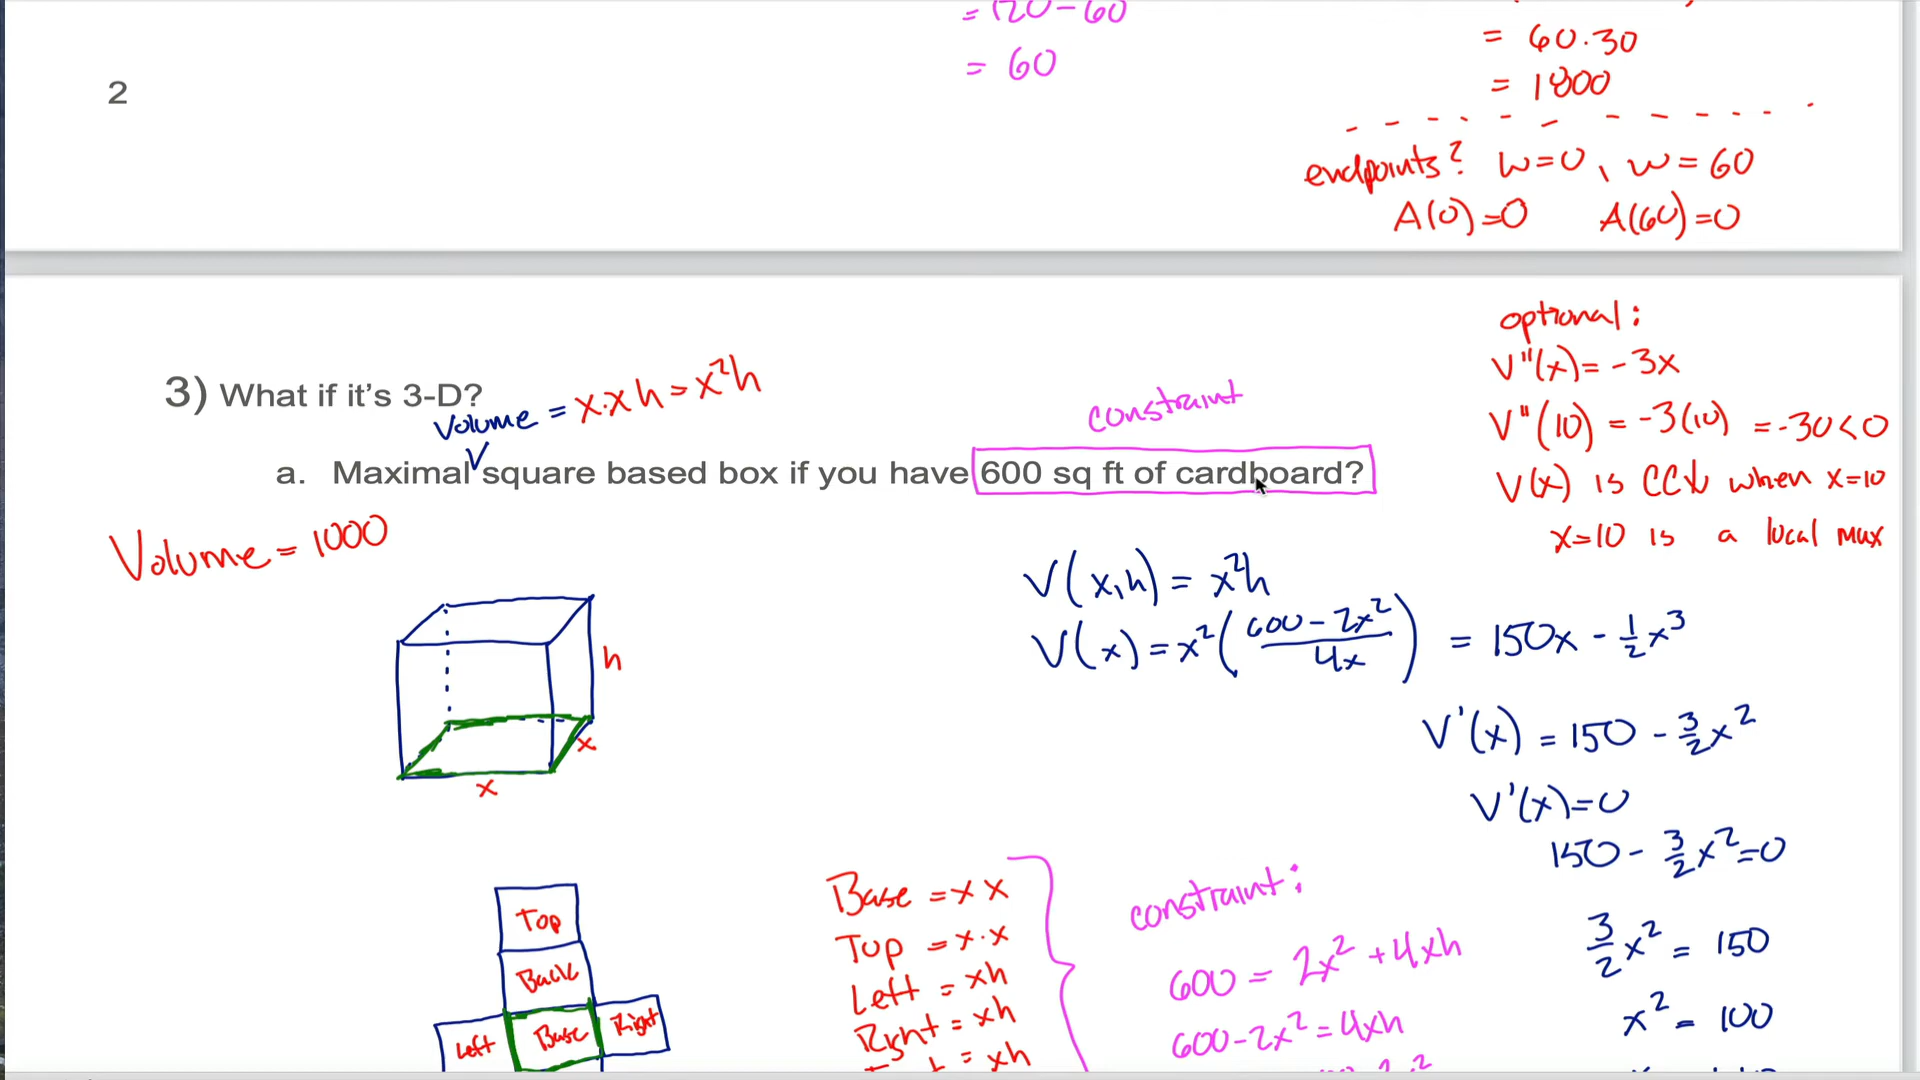 = 120 - 60
= 60
= 60.30
= 1800
2
endpoints? w=0, w=60
A(0)=0 A(60)=0
optional:
V"(x)= -3x
V"(10) = -3(10) = -30<0
V(x) is CC↓ when x=10
x=10 is a local max
3) What if it's 3-D?
Volume = x·x h = x²h
constraint
a. Maximal ✓ square based box if you have 600 sq ft of cardboard?
Volume = 1000
h
x
x
V(x,h) = x²h
V(x) = x²((600-2x²)/4x) = 150x - ½x³
V'(x) = 150 - 3/2x²
V'(x)=0
150 - 3/2x²=0
3/2x² = 150
x² = 100
Top
Back
Left Base Right
Base = x x
Top = x·x
Left = xh
Right = xh
= xh
constraint:
600 = 2x² + 4xh
600-2x² = 4xh